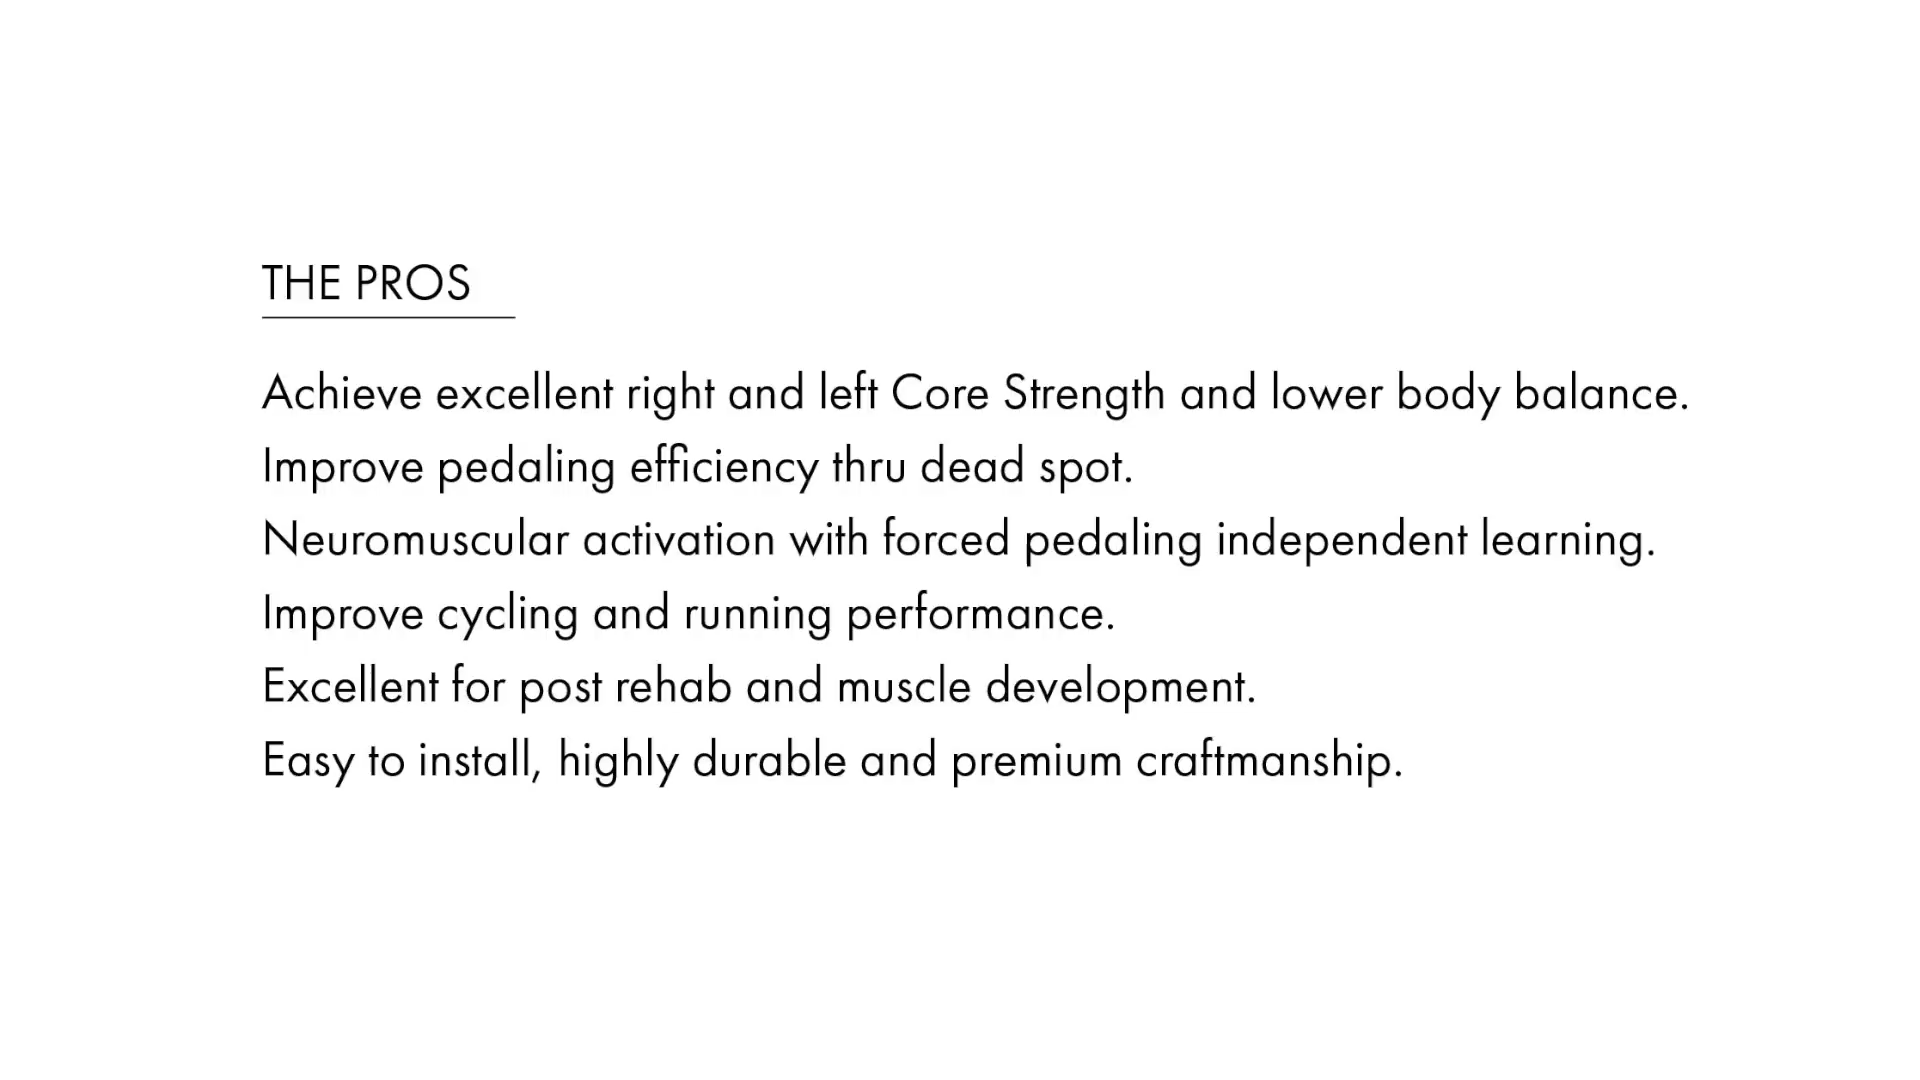 THE PROS
Achieve excellent right and left Core Strength and lower body balance.
Improve pedaling efficiency thru dead spot.
Neuromuscular activation with forced pedaling independent learning.
Improve cycling and running performance.
Excellent for post rehab and muscle development.
Easy to install, highly durable and premium craftmanship.